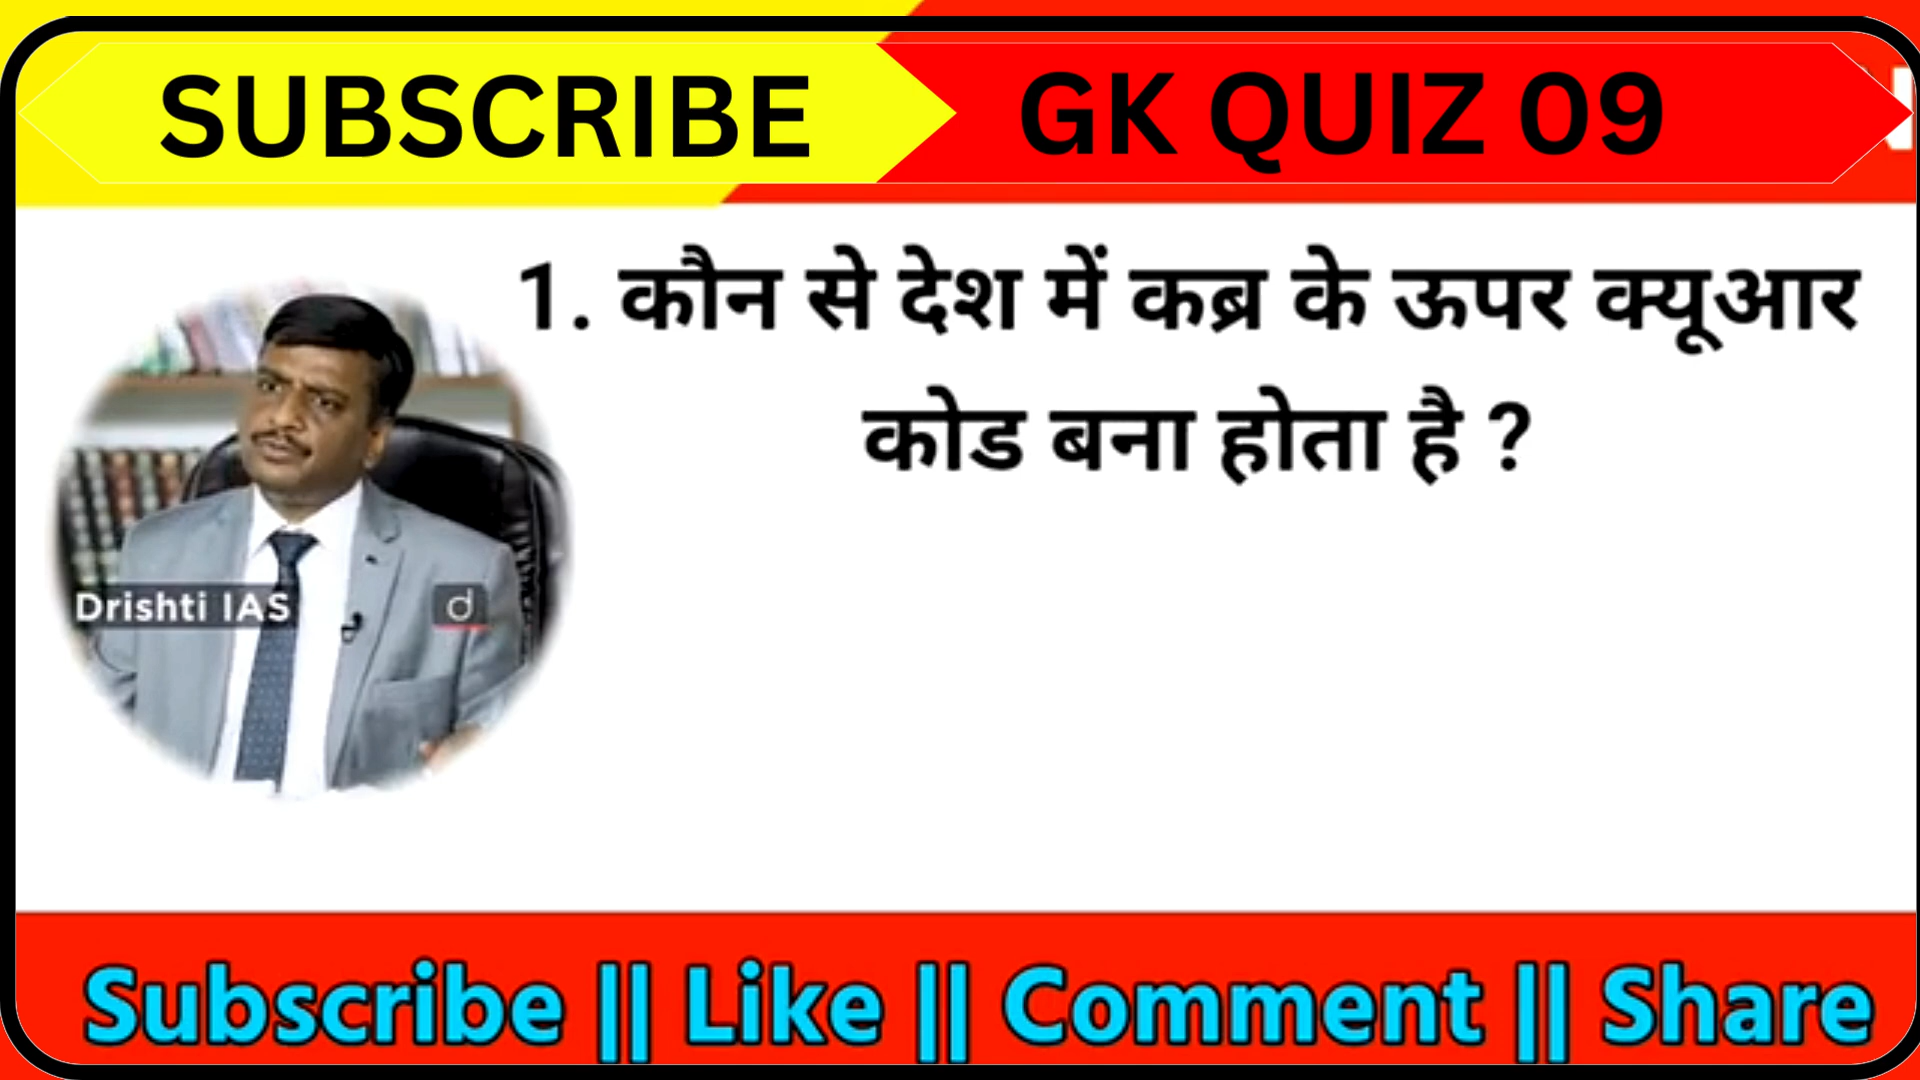 SUBSCRIBE GK QUIZ 09
1. कौन से देश में कब्र के ऊपर क्यूआर
कोड बना होता है ?
Drishti IAS d
Subscribe || Like || Comment || Share